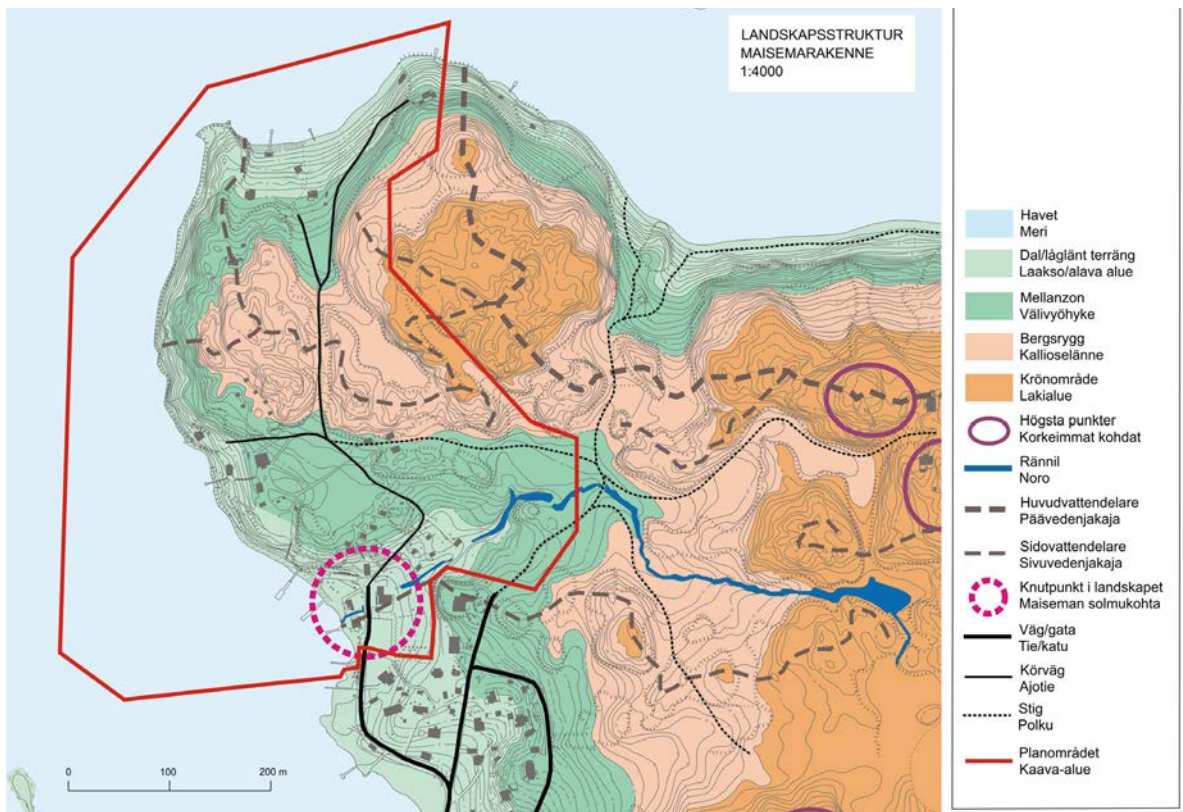 LANDSKAPSSTRUKTUR
MAISEMARAKENNE
1:4000
Havet
Meri
Dal/låglänt terräng
Laakso/alava alue
Mellanzon
Välivyöhyke
Bergsrygg
Kallioselänne
Krönområde
Lakialue
Högsta punkter
Korkeimmat kohdat
Rännil
Noro
Huvudvattendelare
Päävedenjakaja
Sidovattendelare
Sivuvedenjakaja
Knutpunkt i landskapet
Maiseman solmukohta
Väg/gata
Tie/katu
Körväg
Ajotie
Stig
Polku
Planområdet
Kaava-alue
0 100 200 m